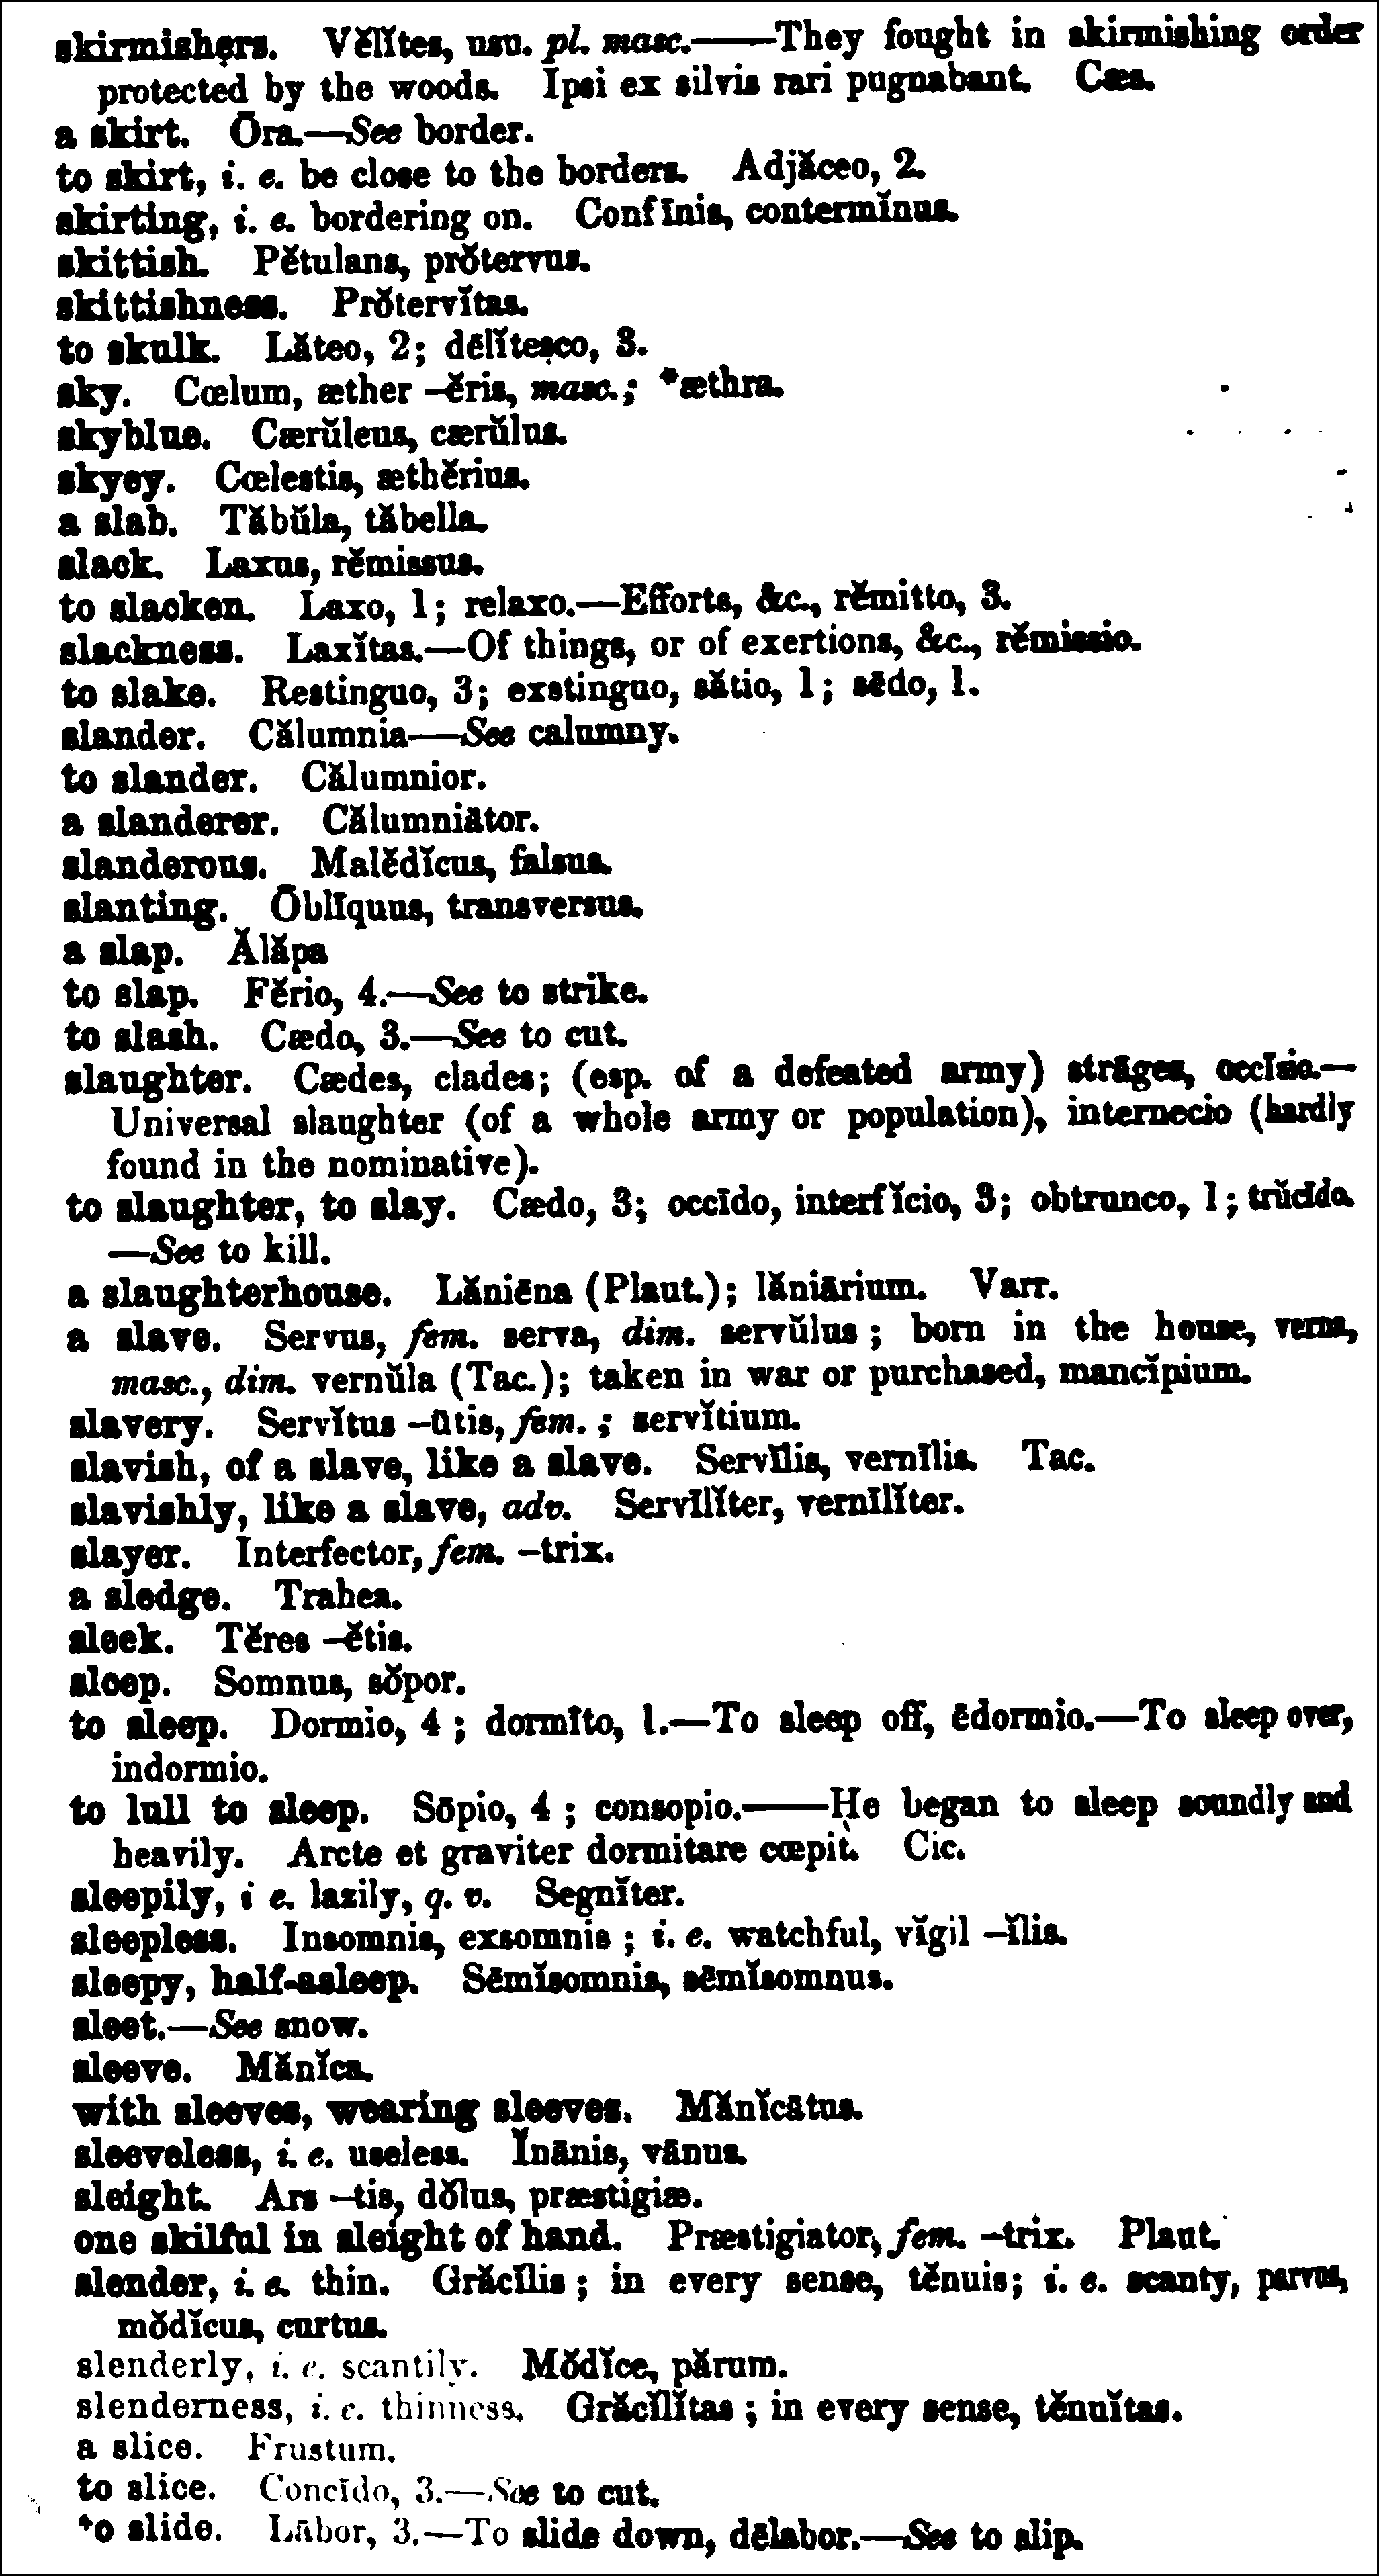 skirmishers. Vĕlĭtes, usu. pl. masc.——They fought in skirmishing order
protected by the woods. Ipsi ex silvis rari pugnabant. Cæs.
a skirt. Ōra.—See border.
to skirt, i. e. be close to the borders. Adjăceo, 2.
skirting, i. e. bordering on. Confīnis, contermĭnus.
skittish. Pĕtulans, prŏtervus.
skittishness. Prŏtervĭtas.
to skulk. Lăteo, 2; dēlĭtesco, 3.
sky. Cœlum, æther –ĕris, masc.; *æthra.
skyblue. Cærŭleus, cærŭlus.
skyey. Cœlestis, æthĕrius.
a slab. Tăbŭla, tăbella.
slack. Laxus, rĕmissus.
to slacken. Laxo, 1; relaxo.—Efforts, &c., rĕmitto, 3.
slackness. Laxĭtas.—Of things, or of exertions, &c., rĕmissio.
to slake. Restinguo, 3; exstinguo, sătio, 1; sēdo, 1.
slander. Călumnia——See calumny.
to slander. Călumnior.
a slanderer. Călumniātor.
slanderous. Malĕdĭcus, falsus.
slanting. Ōblīquus, transversus.
a slap. Ălăpa
to slap. Fĕrio, 4.—See to strike.
to slash. Cædo, 3.—See to cut.
slaughter. Cædes, clades; (esp. of a defeated army) strāges, occīsio.—
Universal slaughter (of a whole army or population), internecio (hardly
found in the nominative).
to slaughter, to slay. Cædo, 3; occīdo, interfĭcio, 3; obtrunco, 1; trŭcīdo.
—See to kill.
a slaughterhouse. Lăniēna (Plaut.); lăniārium. Varr.
a slave. Servus, fem. serva, dim. servŭlus; born in the house, verna,
masc., dim. vernŭla (Tac.); taken in war or purchased, mancĭpium.
slavery. Servĭtus –ūtis, fem.; servĭtium.
slavish, of a slave, like a slave. Servīlis, vernīlis. Tac.
slavishly, like a slave, adv. Servīlĭter, vernīlĭter.
slayer. Interfector, fem. –trix.
a sledge. Trahea.
sleek. Tĕres –ĕtis.
sleep. Somnus, sŏpor.
to sleep. Dormio, 4; dormīto, 1.—To sleep off, ēdormio.—To sleep over,
indormio.
to lull to sleep. Sōpio, 4; consopio.——He began to sleep soundly and
heavily. Arcte et graviter dormitare cœpit. Cic.
sleepily, i e. lazily, q. v. Segnĭter.
sleepless. Insomnis, exsomnis; i. e. watchful, vĭgil –ĭlis.
sleepy, half-asleep. Sēmĭsomnis, sēmĭsomnus.
sleet.—See snow.
sleeve. Mănĭca.
with sleeves, wearing sleeves. Mănĭcātus.
sleeveless, i. e. useless. Ĭnānis, vānus.
sleight. Ars –tis, dŏlus, præstigiæ.
one skilful in sleight of hand. Præstigiator, fem. –trix. Plaut.
slender, i. e. thin. Grăcĭlis; in every sense, tĕnuis; i. e. scanty, parvus,
mŏdĭcus, curtus.
slenderly, i. e. scantily. Mŏdĭce, părum.
slenderness, i. e. thinness. Grăcĭlĭtas; in every sense, tĕnuĭtas.
a slice. Frustum.
to slice. Concīdo, 3.—See to cut.
to slide. Lābor, 3.—To slide down, dēlabor.—See to slip.